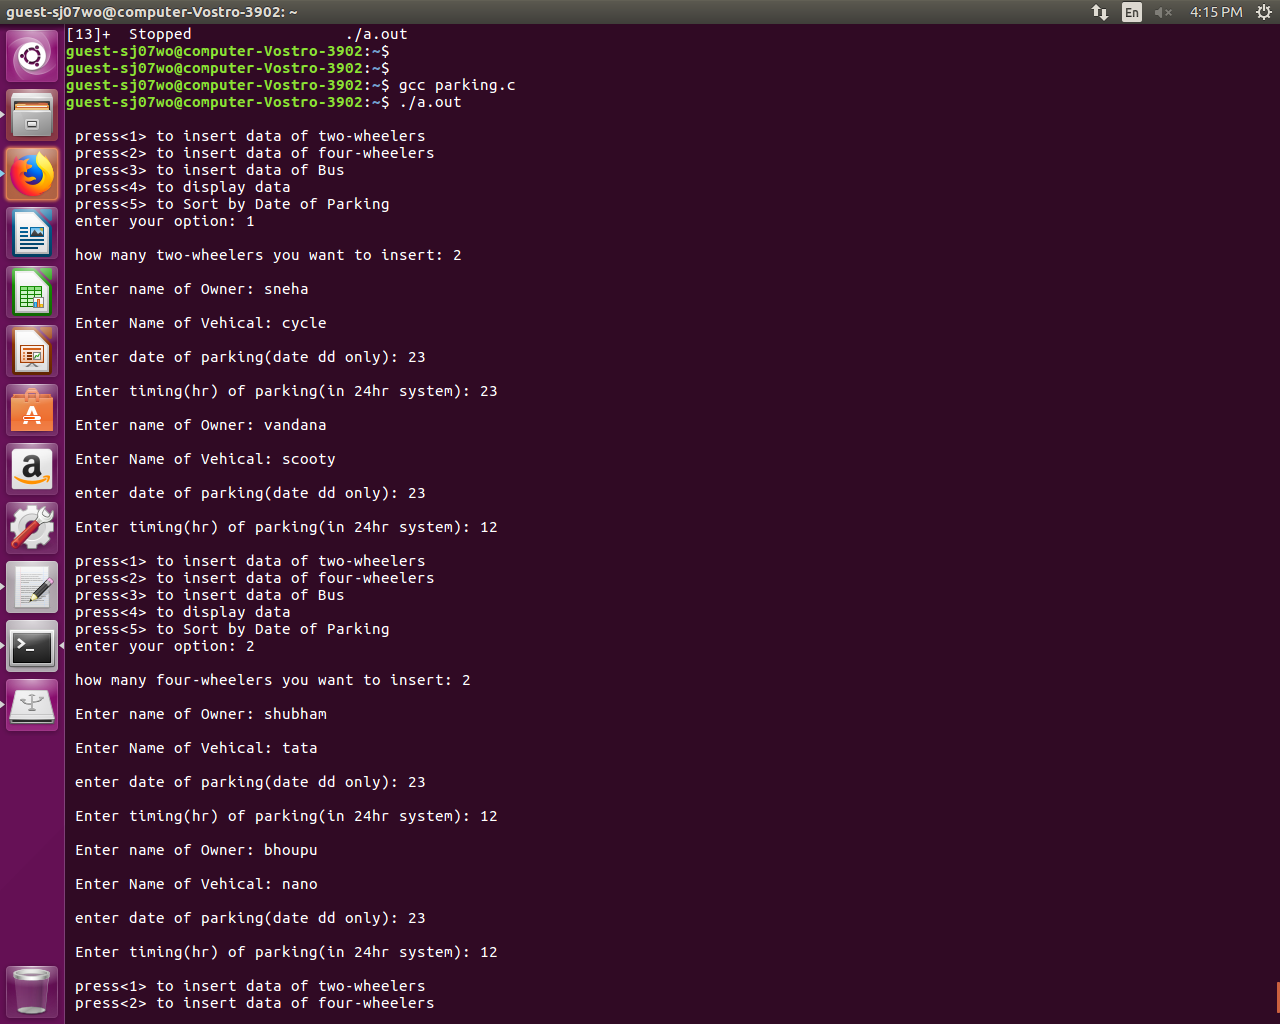 guest-sj07wo@computer-Vostro-3902: ~
En
4:15 PM
[13]+  Stopped                 ./a.out
guest-sj07wo@computer-Vostro-3902:~$
guest-sj07wo@computer-Vostro-3902:~$
guest-sj07wo@computer-Vostro-3902:~$ gcc parking.c
guest-sj07wo@computer-Vostro-3902:~$ ./a.out
press<1> to insert data of two-wheelers
press<2> to insert data of four-wheelers
press<3> to insert data of Bus
press<4> to display data
press<5> to Sort by Date of Parking
enter your option: 1
how many two-wheelers you want to insert: 2
Enter name of Owner: sneha
Enter Name of Vehical: cycle
enter date of parking(date dd only): 23
Enter timing(hr) of parking(in 24hr system): 23
Enter name of Owner: vandana
Enter Name of Vehical: scooty
enter date of parking(date dd only): 23
Enter timing(hr) of parking(in 24hr system): 12
press<1> to insert data of two-wheelers
press<2> to insert data of four-wheelers
press<3> to insert data of Bus
press<4> to display data
press<5> to Sort by Date of Parking
enter your option: 2
how many four-wheelers you want to insert: 2
Enter name of Owner: shubham
Enter Name of Vehical: tata
enter date of parking(date dd only): 23
Enter timing(hr) of parking(in 24hr system): 12
Enter name of Owner: bhoupu
Enter Name of Vehical: nano
enter date of parking(date dd only): 23
Enter timing(hr) of parking(in 24hr system): 12
press<1> to insert data of two-wheelers
press<2> to insert data of four-wheelers